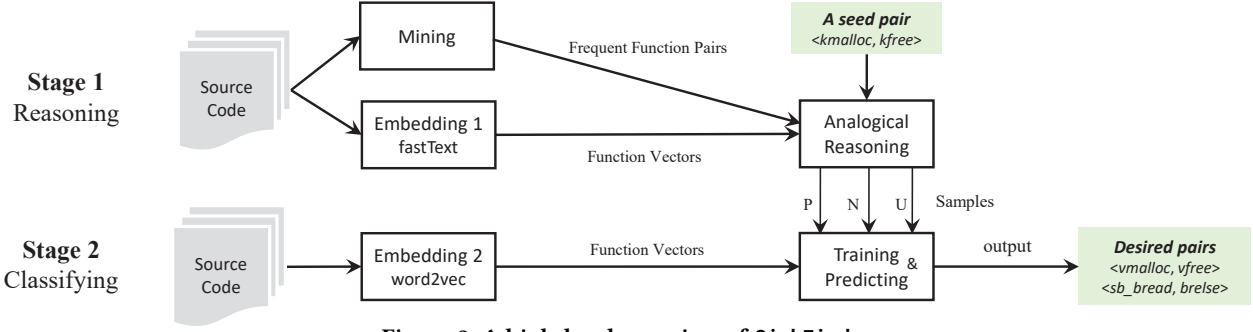 Stage 1
Reasoning
Source
Code
Mining
Embedding 1
fastText
Frequent Function Pairs
Function Vectors
A seed pair
<kmalloc, kfree>
Analogical
Reasoning
P N U Samples
Stage 2
Classifying
Source
Code
Embedding 2
word2vec
Function Vectors
Training &
Predicting
output
Desired pairs
<vmalloc, vfree>
<sb_bread, brelse>